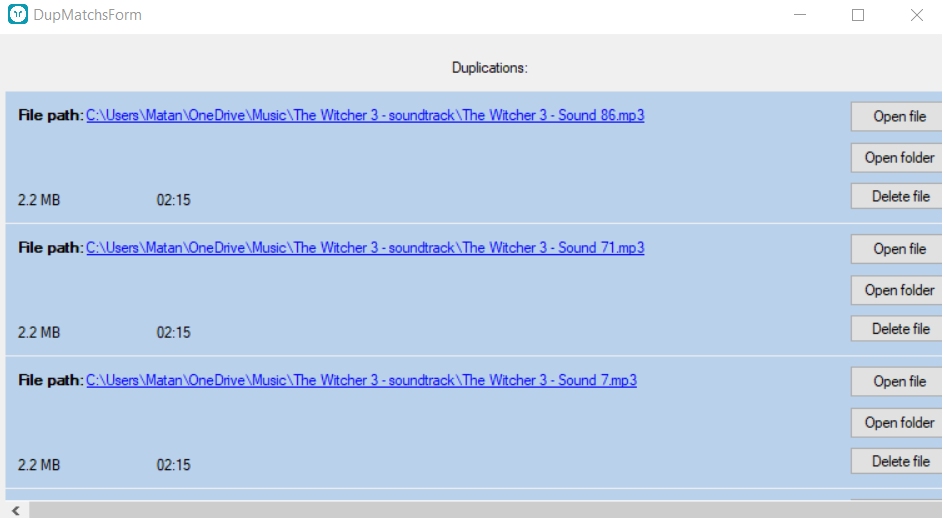 DupMatchsForm
Duplications:
File path: C:\Users\Matan\OneDrive\Music\The Witcher 3 - soundtrack\The Witcher 3 - Sound 86.mp3
Open file
Open folder
2.2 MB 02:15
Delete file
File path: C:\Users\Matan\OneDrive\Music\The Witcher 3 - soundtrack\The Witcher 3 - Sound 71.mp3
Open file
Open folder
2.2 MB 02:15
Delete file
File path: C:\Users\Matan\OneDrive\Music\The Witcher 3 - soundtrack\The Witcher 3 - Sound 7.mp3
Open file
Open folder
2.2 MB 02:15
Delete file